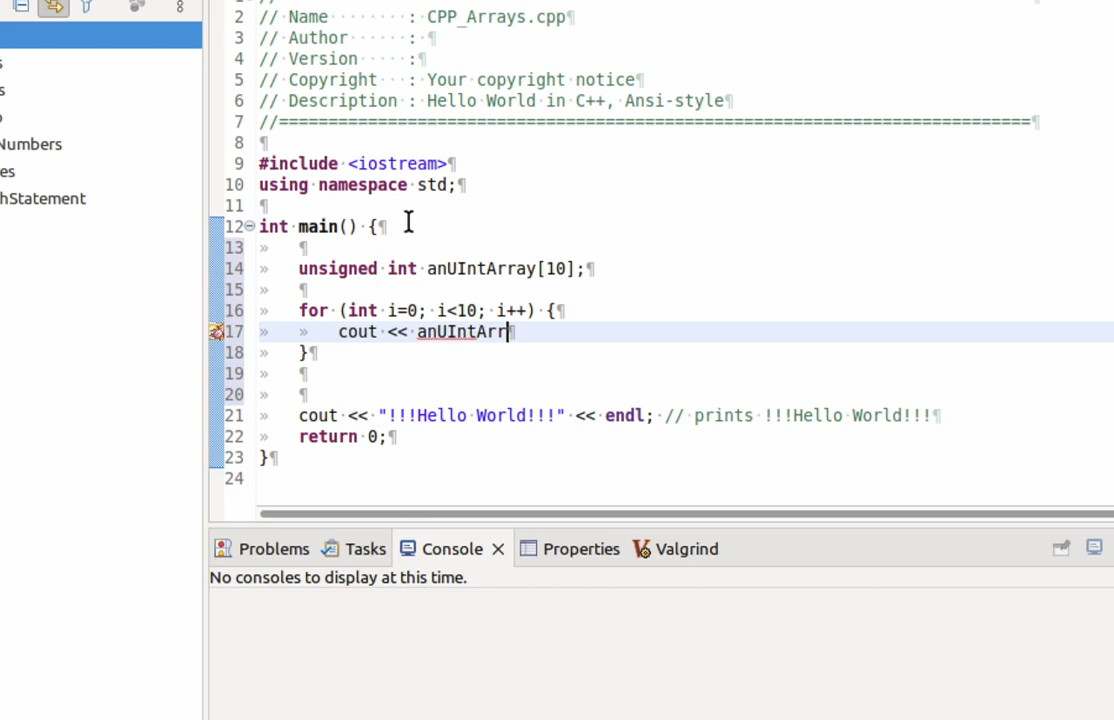 // Name : CPP_Arrays.cpp
// Author :
// Version :
// Copyright : Your copyright notice
// Description : Hello World in C++, Ansi-style
//============================================================================
#include <iostream>
using namespace std;
int main() {
unsigned int anUIntArray[10];
for (int i=0; i<10; i++) {
cout << anUIntArr
}
cout << "!!!Hello World!!!" << endl; // prints !!!Hello World!!!
return 0;
}
2
3
4
5
6
7
8
9
10
11
12
13
14
15
16
17
18
19
20
21
22
23
24
s
s
o
Numbers
es
hStatement
Problems Tasks Console Properties Valgrind
No consoles to display at this time.